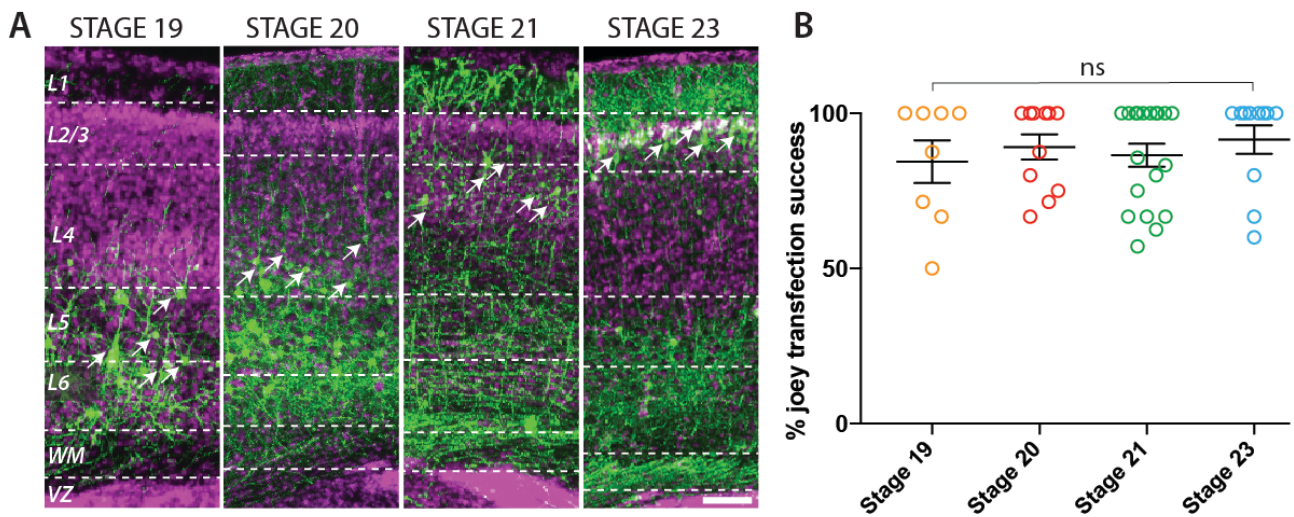 A
STAGE 19
STAGE 20
STAGE 21
STAGE 23
L1
L2/3
L4
L5
L6
WM
VZ
B
ns
% joey transfection success
100
50
0
Stage 19
Stage 20
Stage 21
Stage 23